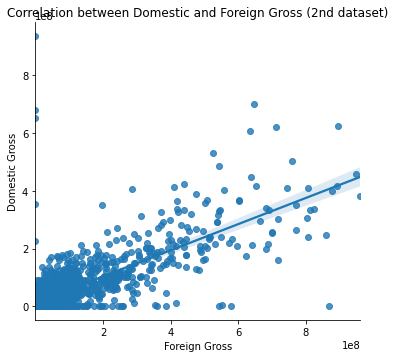 Correlation between Domestic and Foreign Gross (2nd dataset)
1e8
8
6
4
2
0
Domestic Gross
2
4
6
8
1e8
Foreign Gross